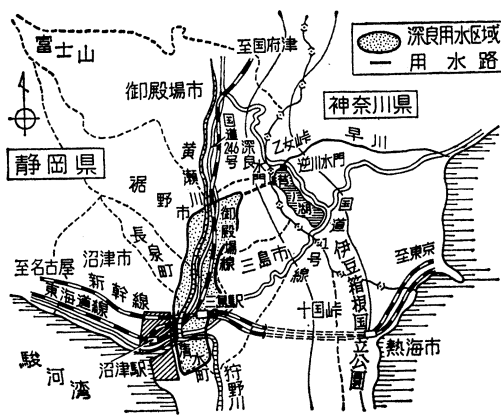 富士山
至国府津
深良用水区域
用水路
御殿場市
神奈川県
静岡県
国道246号
深良水門
乙女峠
早川
逆川水門
黄瀬川
裾野市
芦湖
御殿場線
国道1号線
伊豆箱根国立公園
長泉町
三島市
沼津市
至名古屋
新幹線
東海道線
至東京
三島駅
十国峠
熱海市
沼津駅
清水町
狩野川
駿河湾